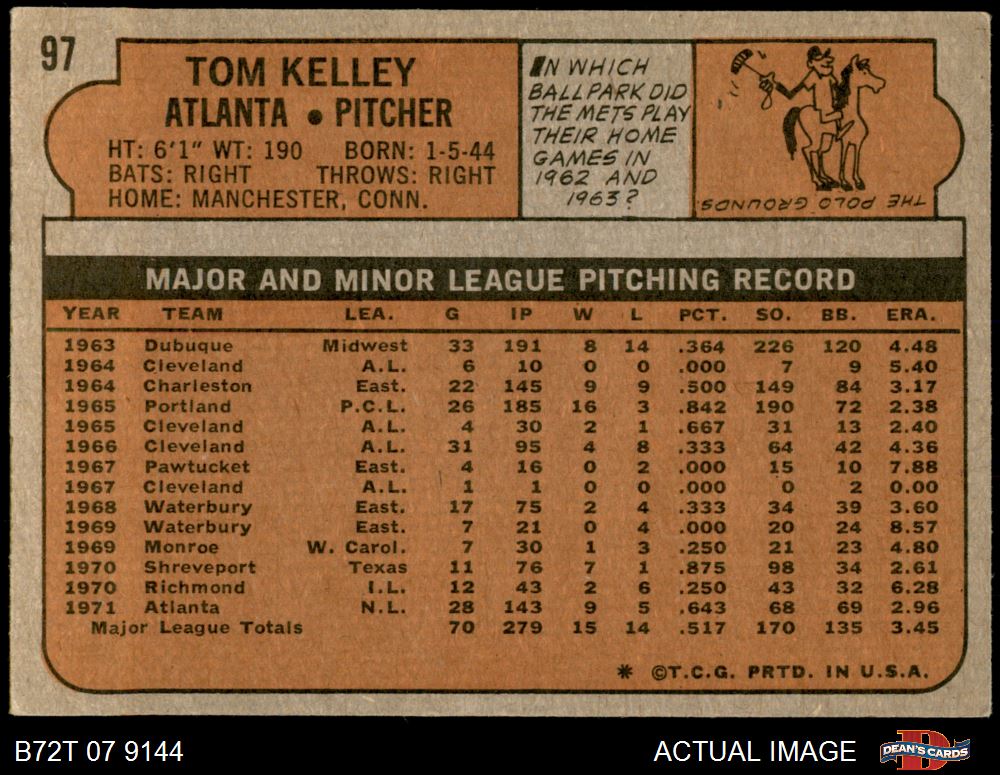 97
TOM KELLEY
ATLANTA • PITCHER
HT: 6'1" WT: 190 BORN: 1-5-44
BATS: RIGHT THROWS: RIGHT
HOME: MANCHESTER, CONN.
IN WHICH
BALLPARK DID
THE METS PLAY
THEIR HOME
GAMES IN
1962 AND
1963?
THE POLO GROUNDS
MAJOR AND MINOR LEAGUE PITCHING RECORD
YEAR TEAM LEA. G IP W L PCT. SO. BB. ERA.
1963 Dubuque Midwest 33 191 8 14 .364 226 120 4.48
1964 Cleveland A.L. 6 10 0 0 .000 7 9 5.40
1964 Charleston East. 22 145 9 9 .500 149 84 3.17
1965 Portland P.C.L. 26 185 16 3 .842 190 72 2.38
1965 Cleveland A.L. 4 30 2 1 .667 31 13 2.40
1966 Cleveland A.L. 31 95 4 8 .333 64 42 4.36
1967 Pawtucket East. 4 16 0 2 .000 15 10 7.88
1967 Cleveland A.L. 1 1 0 0 .000 0 2 0.00
1968 Waterbury East. 17 75 2 4 .333 34 39 3.60
1969 Waterbury East. 7 21 0 4 .000 20 24 8.57
1969 Monroe W. Carol. 7 30 1 3 .250 21 23 4.80
1970 Shreveport Texas 11 76 7 1 .875 98 34 2.61
1970 Richmond I.L. 12 43 2 6 .250 43 32 6.28
1971 Atlanta N.L. 28 143 9 5 .643 68 69 2.96
Major League Totals 70 279 15 14 .517 170 135 3.45
* ©T.C.G. PRTD. IN U.S.A.
B72T 07 9144 ACTUAL IMAGE D DEAN'S CARDS